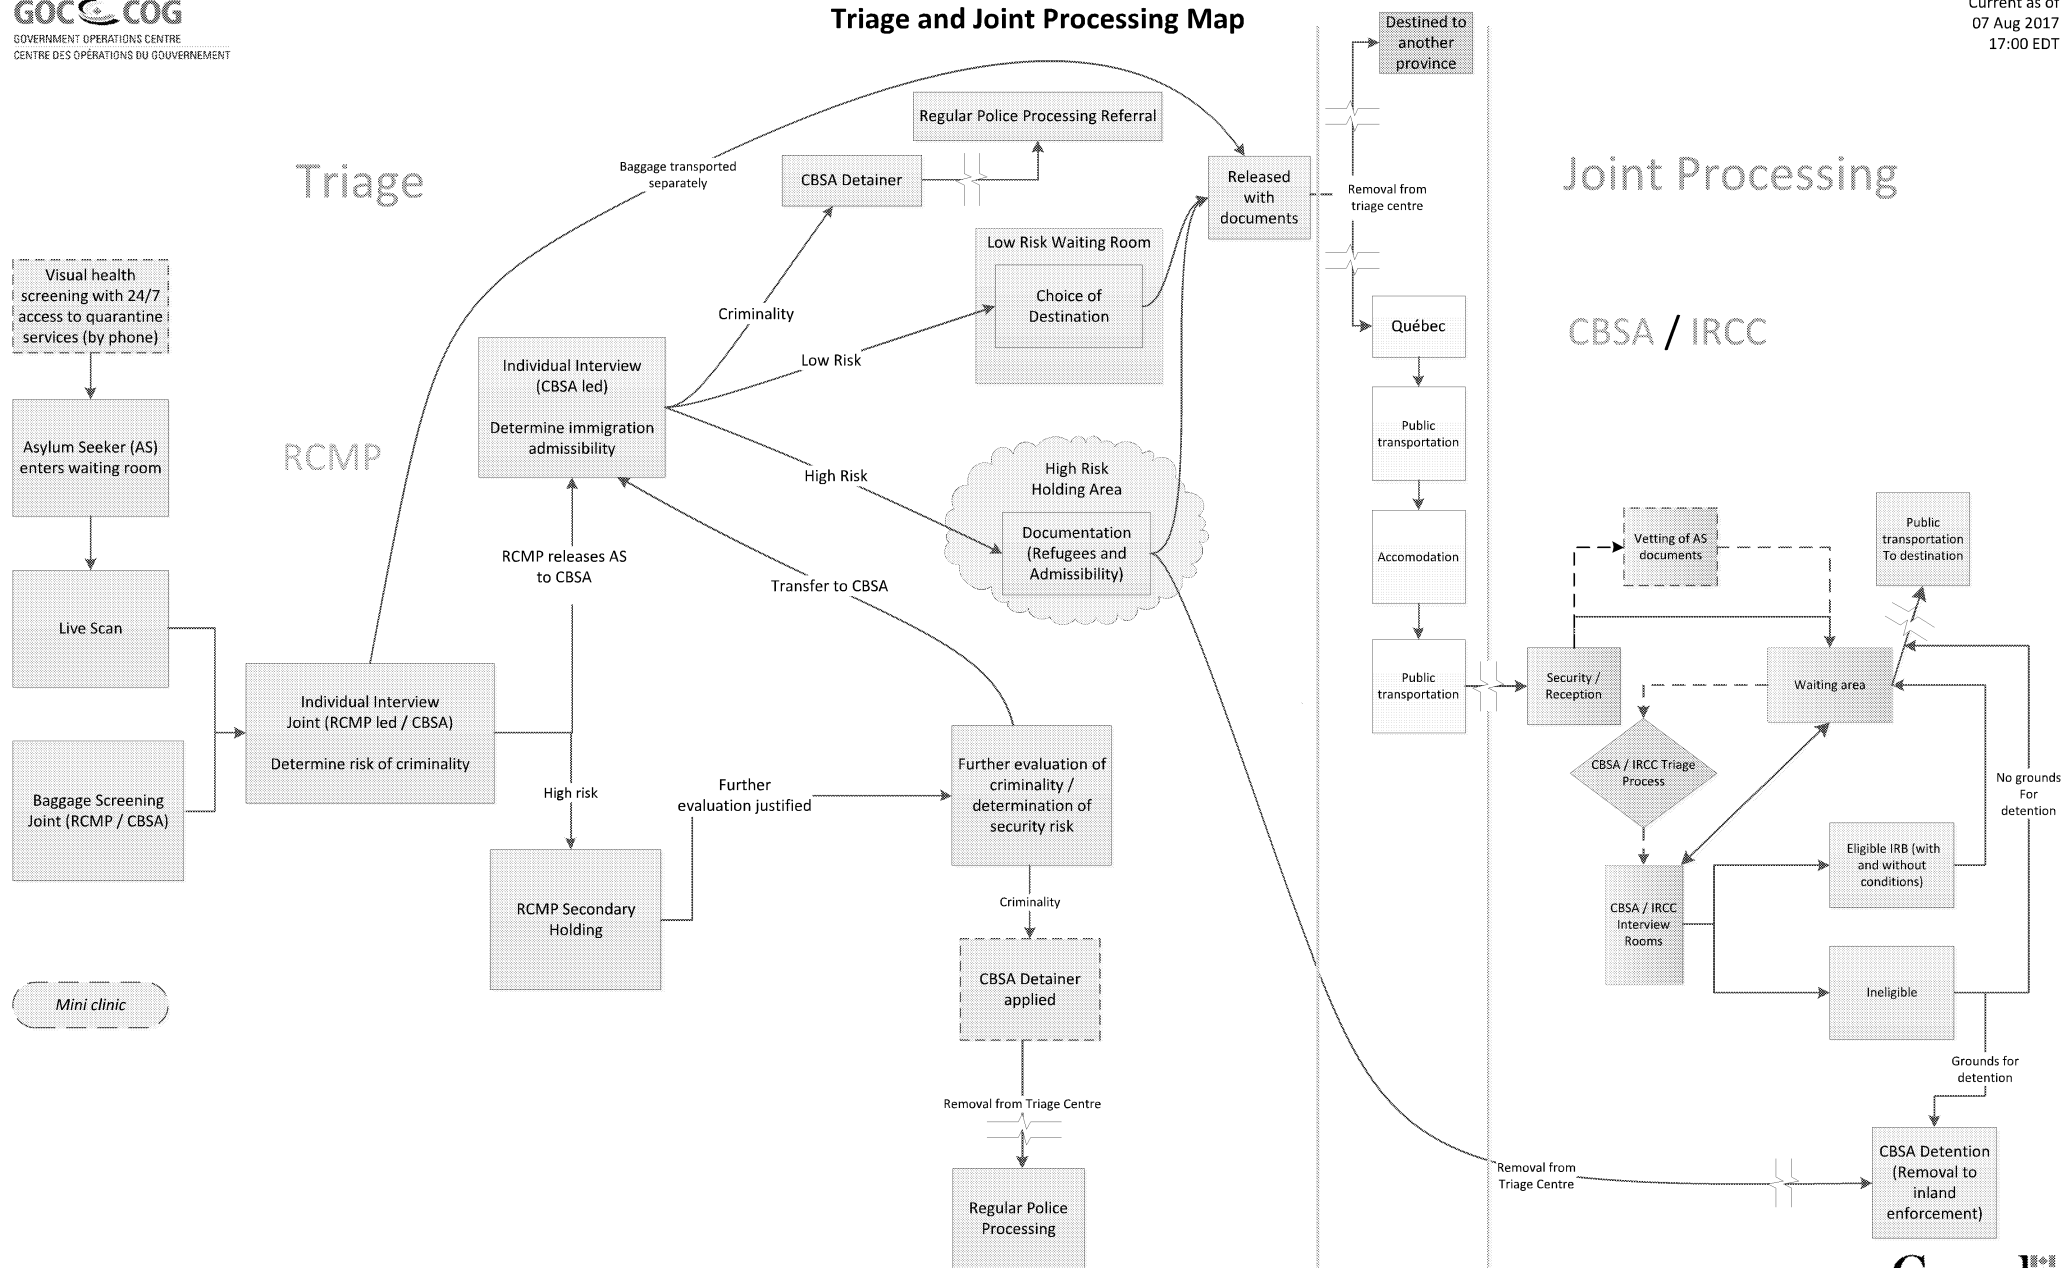 GOC COG
GOVERNMENT OPERATIONS CENTRE
CENTRE DES OPÉRATIONS DU GOUVERNEMENT
Triage and Joint Processing Map
Current as of
07 Aug 2017
17:00 EDT
Triage
RCMP
Joint Processing
CBSA / IRCC
Visual health
screening with 24/7
access to quarantine
services (by phone)
Asylum Seeker (AS)
enters waiting room
Live Scan
Baggage Screening
Joint (RCMP / CBSA)
Mini clinic
Individual Interview
Joint (RCMP led / CBSA)
Determine risk of criminality
Baggage transported
separately
RCMP releases AS
to CBSA
High risk
RCMP Secondary
Holding
Further
evaluation justified
Individual Interview
(CBSA led)
Determine immigration
admissibility
Criminality
Low Risk
High Risk
Transfer to CBSA
CBSA Detainer
Regular Police Processing Referral
Low Risk Waiting Room
Choice of
Destination
High Risk
Holding Area
Documentation
(Refugees and
Admissibility)
Further evaluation of
criminality /
determination of
security risk
Criminality
CBSA Detainer
applied
Removal from Triage Centre
Regular Police
Processing
Released
with
documents
Removal from
triage centre
Destined to
another
province
Québec
Public
transportation
Accomodation
Public
transportation
Security /
Reception
Vetting of AS
documents
Waiting area
Public
transportation
To destination
CBSA / IRCC Triage
Process
CBSA / IRCC
Interview
Rooms
Eligible IRB (with
and without
conditions)
Ineligible
No grounds
For
detention
Grounds for
detention
Removal from
Triage Centre
CBSA Detention
(Removal to
inland
enforcement)